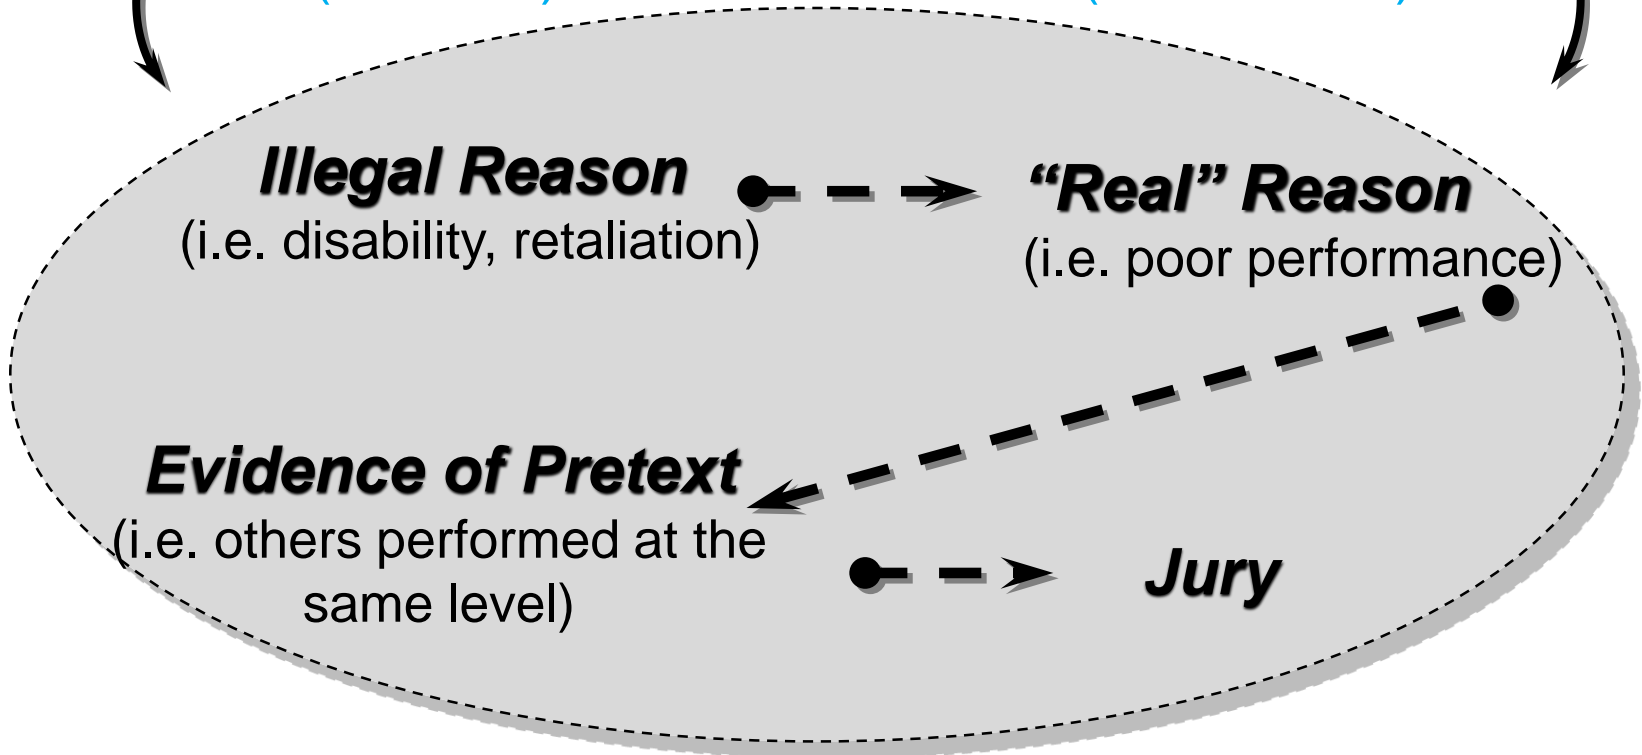 Illegal Reason
(i.e. disability, retaliation)
“Real” Reason
(i.e. poor performance)
Evidence of Pretext
(i.e. others performed at the
same level)
Jury